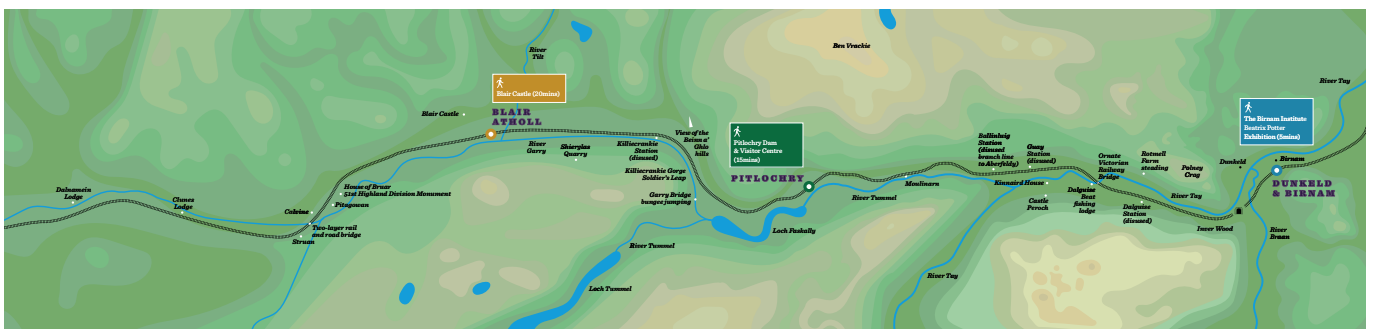 River
Tilt
Blair Castle (20mins)
Blair Castle
BLAIR
ATHOLL
River
Garry
Shierglas
Quarry
Killiecrankie
Station
(disused)
View of the
Beinn a'
Ghlo
hills
Killiecrankie Gorge
Soldier's Leap
Garry Bridge
bungee jumping
Dalnamein
Lodge
Clunes
Lodge
Calvine
House of Bruar
51st Highland Division Monument
Pitagowan
Two-layer rail
and road bridge
Struan
River Tummel
Loch Tummel
Loch Faskally
Ben Vrackie
Pitlochry Dam
& Visitor Centre
(15mins)
PITLOCHRY
River Tummel
Moulinarn
Ballinluig
Station
(disused
branch line
to Aberfeldy)
Guay
Station
(disused)
Kinnaird House
Castle
Peroch
Dalguise
Beat
fishing
lodge
Ornate
Victorian
Railway
Bridge
Rotmell
Farm
steading
Polney
Crag
Dalguise
Station
(disused)
River Tay
River Tay
Inver Wood
Dunkeld
Birnam
The Birnam Institute
Beatrix Potter
Exhibition (5mins)
DUNKELD
& BIRNAM
River Tay
River
Braan